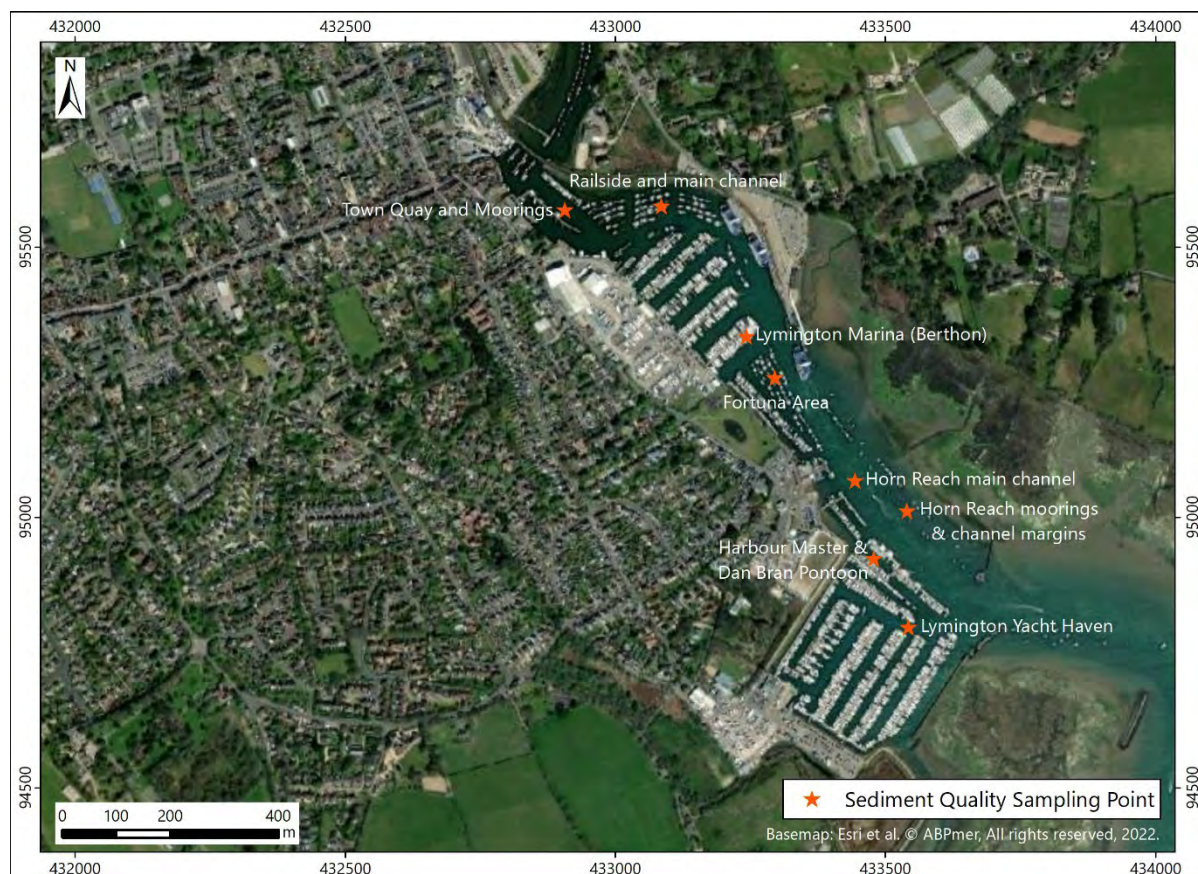 432000 432500 433000 433500 434000
N
Railside and main channel
Town Quay and Moorings
95500 95500
Lymington Marina (Berthon)
Fortuna Area
Horn Reach main channel
95000 95000
Horn Reach moorings
& channel margins
Harbour Master &
Dan Bran Pontoon
Lymington Yacht Haven
94500 94500
Sediment Quality Sampling Point
0 100 200 400
m
Basemap: Esri et al. © ABPmer, All rights reserved, 2022.
432000 432500 433000 433500 434000